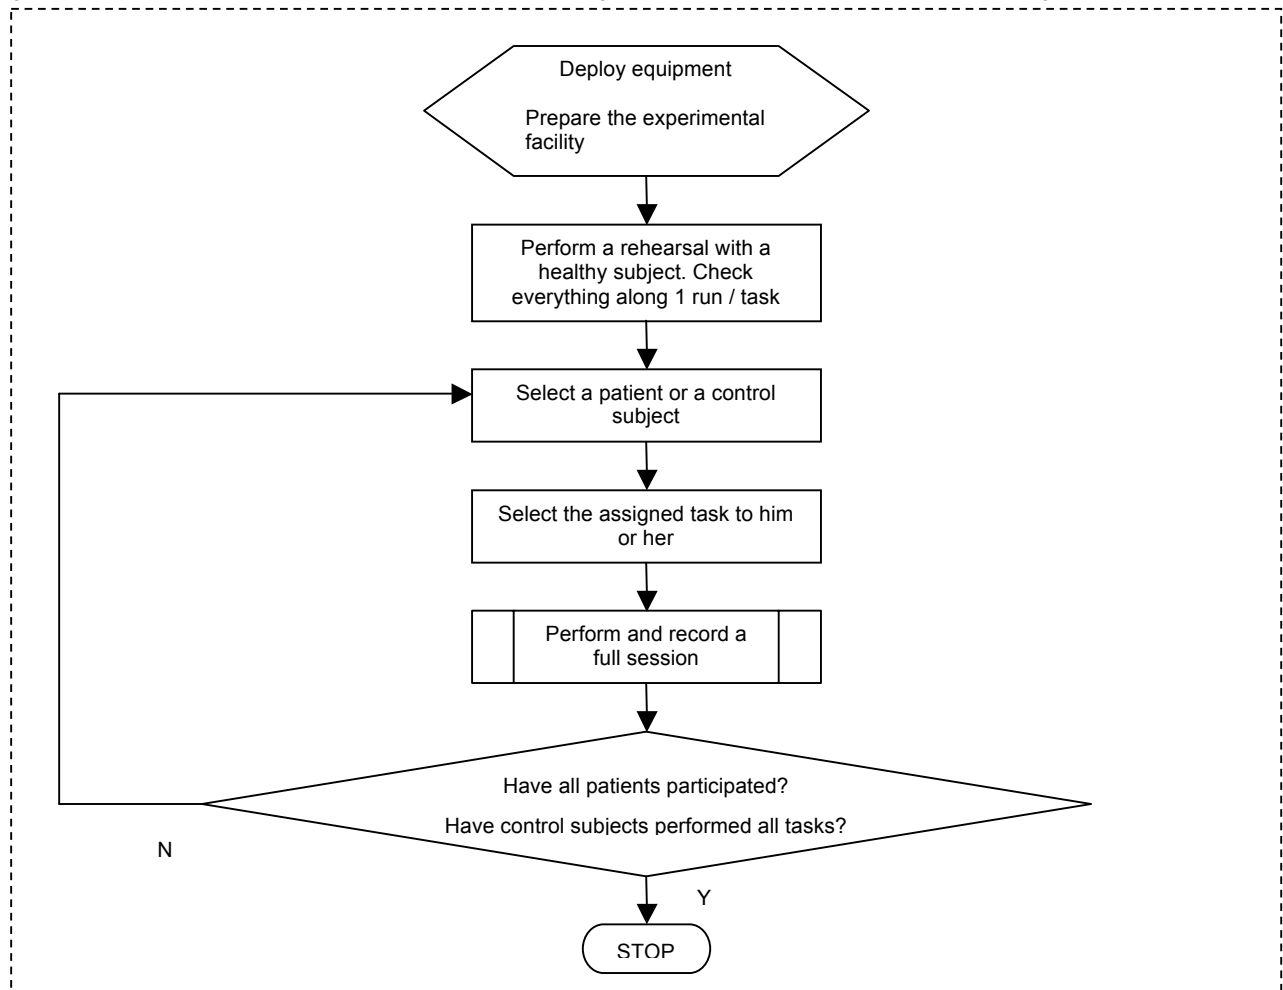 Deploy equipment
Prepare the experimental
facility
Perform a rehearsal with a
healthy subject. Check
everything along 1 run / task
Select a patient or a control
subject
Select the assigned task to him
or her
Perform and record a
full session
Have all patients participated?
Have control subjects performed all tasks?
N
Y
STOP